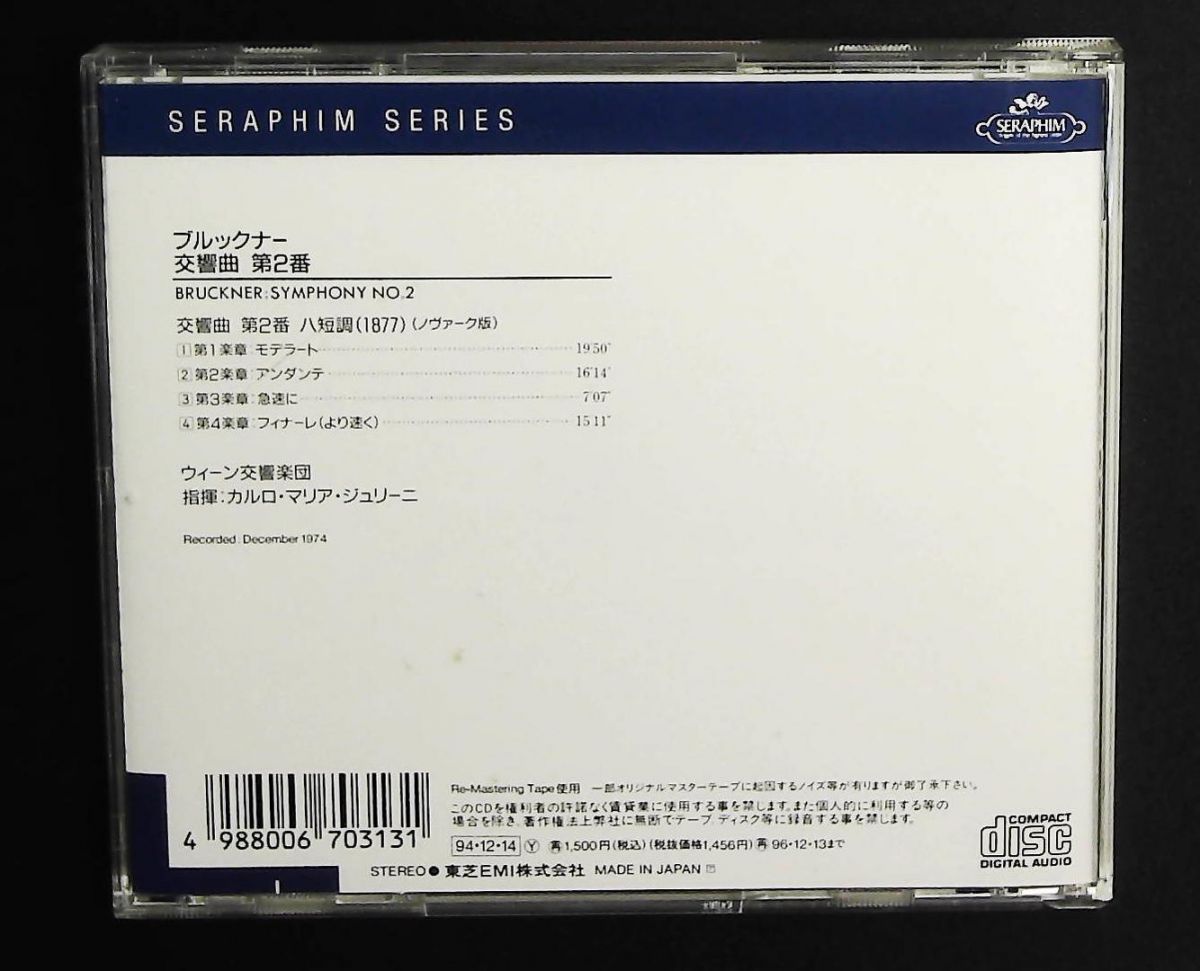 SERAPHIM SERIES
SERAPHIM
ブルックナー
交響曲 第2番
BRUCKNER:SYMPHONY NO.2
交響曲 第2番 ハ短調(1877)(ノヴァーク版)
1 第1楽章:モデラート 19'50"
2 第2楽章:アンダンテ 16'14"
3 第3楽章:急速に 7'07"
4 第4楽章:フィナーレ(より速く) 15'11"
ウィーン交響楽団
指揮:カルロ・マリア・ジュリーニ
Recorded: December 1974
Re-Mastering Tape使用 一部オリジナルマスターテープに起因するノイズ等が有りますが御了承下さい。
このCDを権利者の許諾なく賃貸業に使用する事を禁じます。また個人的に利用する等の
場合を除き、著作権法上弊社に無断でテープ、ディスク等に録音する事を禁じます。
4 988006 703131
94・12・14 Ⓨ 再1,500円(税込)(税抜価格1,456円)再 96・12・13まで
STEREO● 東芝EMI株式会社 MADE IN JAPAN
COMPACT
disc
DIGITAL AUDIO